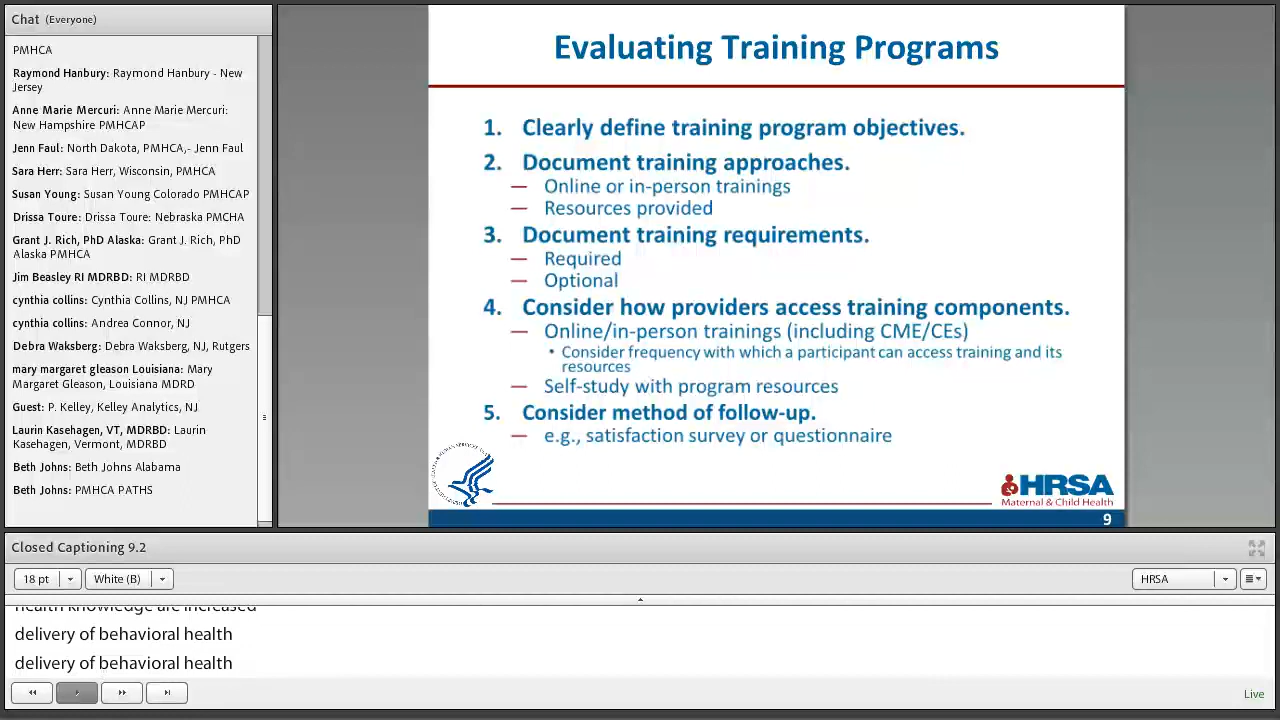 Chat (Everyone)
PMHCA
Raymond Hanbury: Raymond Hanbury - New
Jersey
Anne Marie Mercuri: Anne Marie Mercuri:
New Hampshire PMHCAP
Jenn Faul: North Dakota, PMHCA,- Jenn Faul
Sara Herr: Sara Herr, Wisconsin, PMHCA
Susan Young: Susan Young Colorado PMHCAP
Drissa Toure: Drissa Toure: Nebraska PMCHA
Grant J. Rich, PhD Alaska: Grant J. Rich, PhD
Alaska PMHCA
Jim Beasley RI MDRBD: RI MDRBD
cynthia collins: Cynthia Collins, NJ PMHCA
cynthia collins: Andrea Connor, NJ
Debra Waksberg: Debra Waksberg, NJ, Rutgers
mary margaret gleason Louisiana: Mary
Margaret Gleason, Louisiana MDRD
Guest: P. Kelley, Kelley Analytics, NJ
Laurin Kasehagen, VT, MDRBD: Laurin
Kasehagen, Vermont, MDRBD
Beth Johns: Beth Johns Alabama
Beth Johns: PMHCA PATHS
Evaluating Training Programs
1. Clearly define training program objectives.
2. Document training approaches.
— Online or in-person trainings
— Resources provided
3. Document training requirements.
— Required
— Optional
4. Consider how providers access training components.
— Online/in-person trainings (including CME/CEs)
• Consider frequency with which a participant can access training and its
resources
— Self-study with program resources
5. Consider method of follow-up.
— e.g., satisfaction survey or questionnaire
HRSA
Maternal & Child Health
9
Closed Captioning 9.2
18 pt
White (B)
HRSA
health knowledge are increased
delivery of behavioral health
delivery of behavioral health
Live